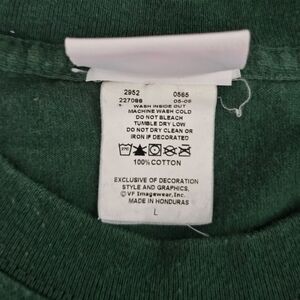 2952 0565
227098 05-09
WASH INSIDE OUT
MACHINE WASH COLD
DO NOT BLEACH
TUMBLE DRY LOW
DO NOT DRY CLEAN OR
IRON IF DECORATED
100% COTTON
EXCLUSIVE OF DECORATION
STYLE AND GRAPHICS,
© VF Imagewear, Inc.
MADE IN HONDURAS
L